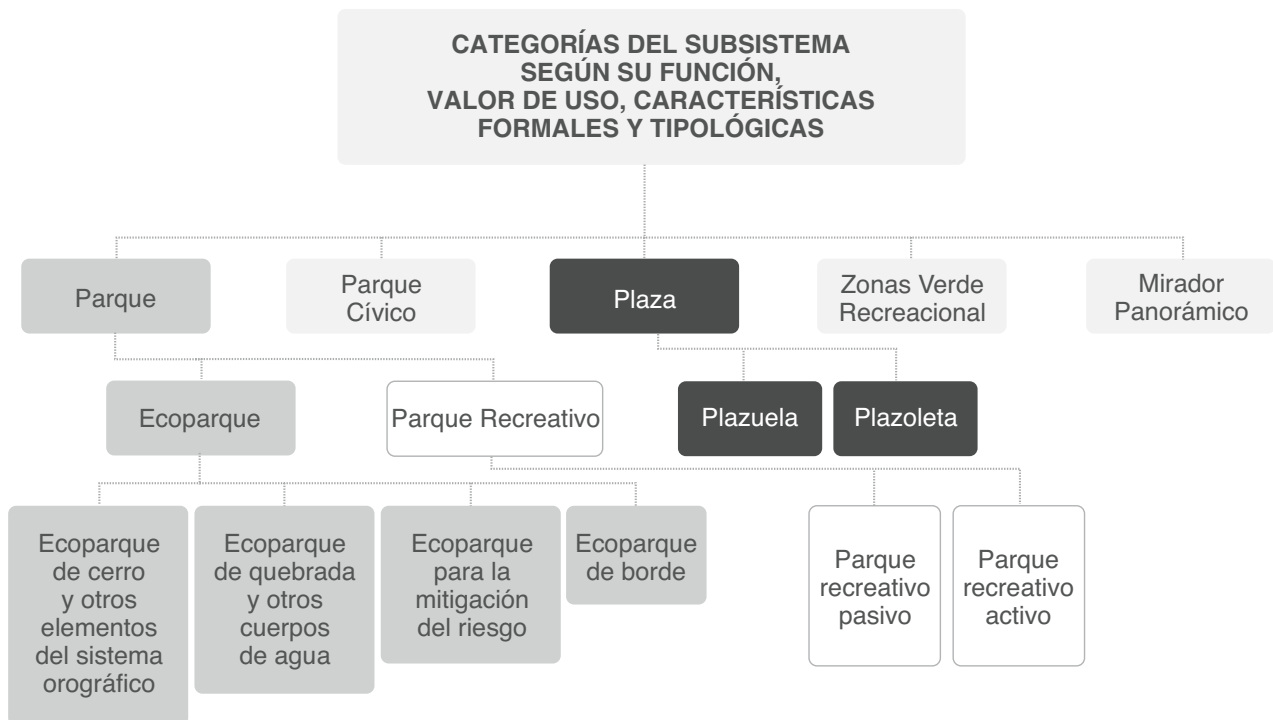 CATEGORÍAS DEL SUBSISTEMA
SEGÚN SU FUNCIÓN,
VALOR DE USO, CARACTERÍSTICAS
FORMALES Y TIPOLÓGICAS
Parque
Parque
Cívico
Plaza
Zonas Verde
Recreacional
Mirador
Panorámico
Ecoparque
Parque Recreativo
Plazuela
Plazoleta
Ecoparque
de cerro
y otros
elementos
del sistema
orográfico
Ecoparque
de quebrada
y otros
cuerpos
de agua
Ecoparque
para la
mitigación
del riesgo
Ecoparque
de borde
Parque
recreativo
pasivo
Parque
recreativo
activo